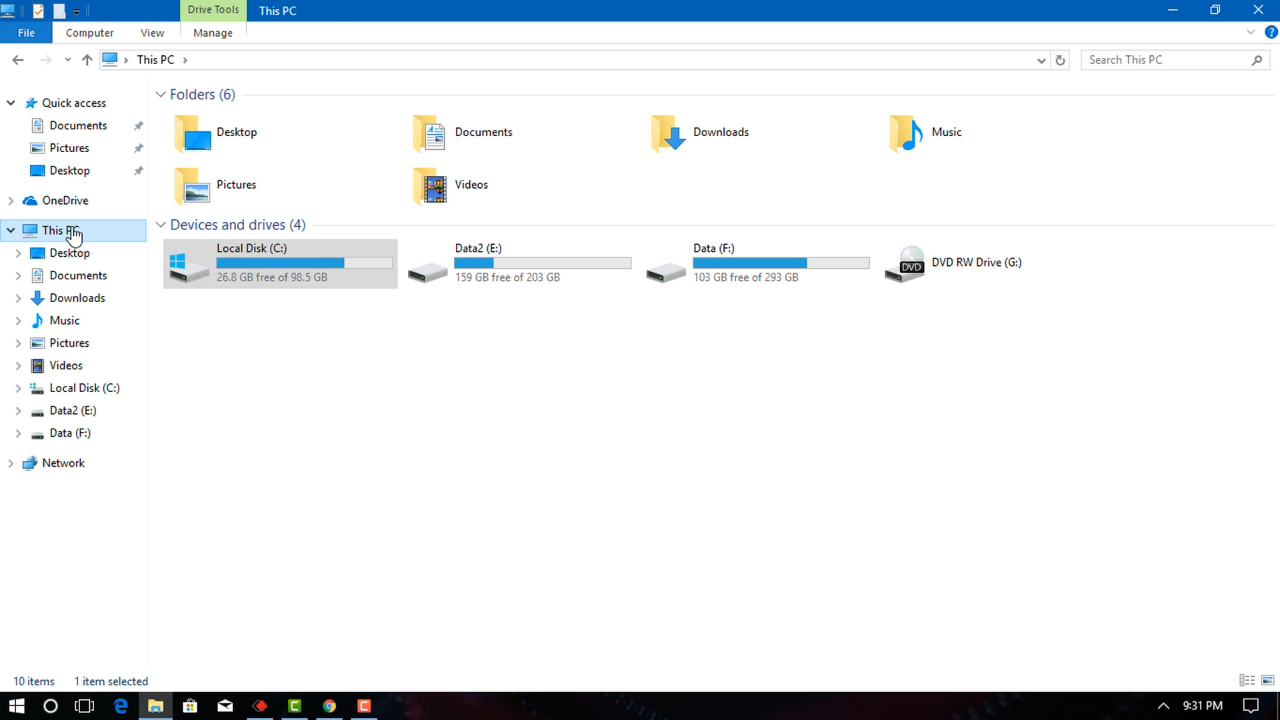 Drive Tools
This PC
File
Computer
View
Manage
This PC
Search This PC
Quick access
Documents
Pictures
Desktop
OneDrive
This PC
Desktop
Documents
Downloads
Music
Pictures
Videos
Local Disk (C:)
Data2 (E:)
Data (F:)
Network
Folders (6)
Desktop
Documents
Downloads
Music
Pictures
Videos
Devices and drives (4)
Local Disk (C:)
26.8 GB free of 98.5 GB
Data2 (E:)
159 GB free of 203 GB
Data (F:)
103 GB free of 293 GB
DVD RW Drive (G:)
DVD
10 items
1 item selected
9:31 PM